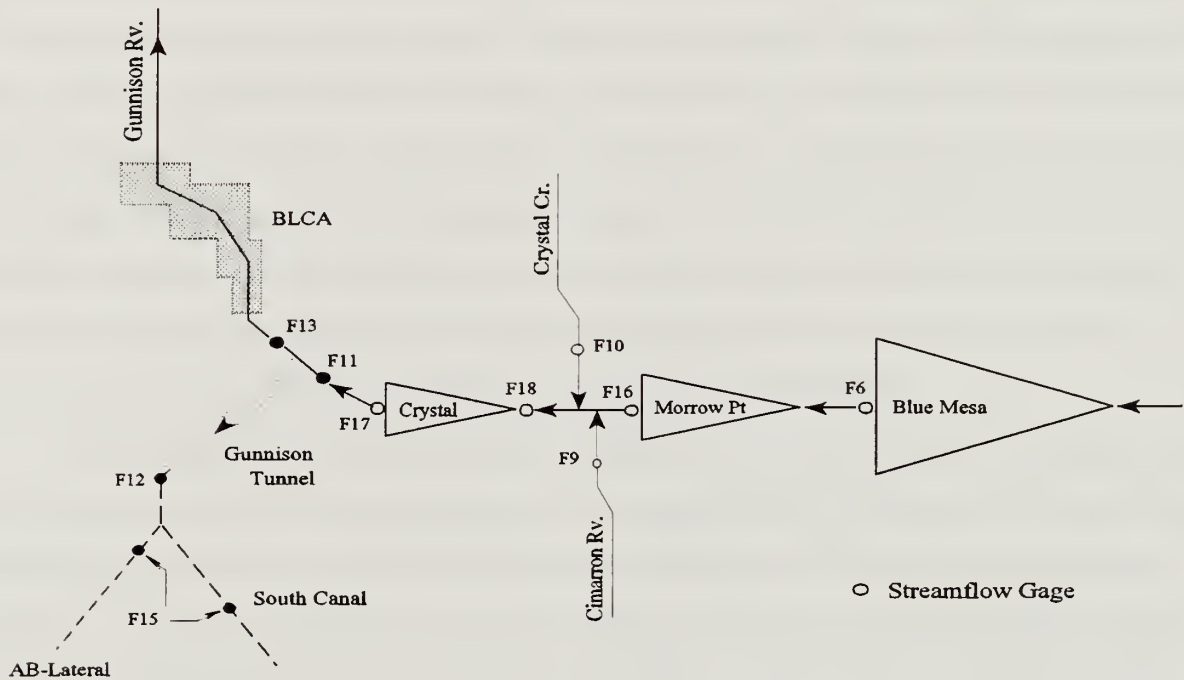 Gunnison Rv.
BLCA
Crystal Cr.
F13
F10
F11
F18
F16
F6
Crystal
Morrow Pt
Blue Mesa
F17
Gunnison
Tunnel
F9
F12
Cimarron Rv.
Streamflow Gage
South Canal
F15
AB-Lateral